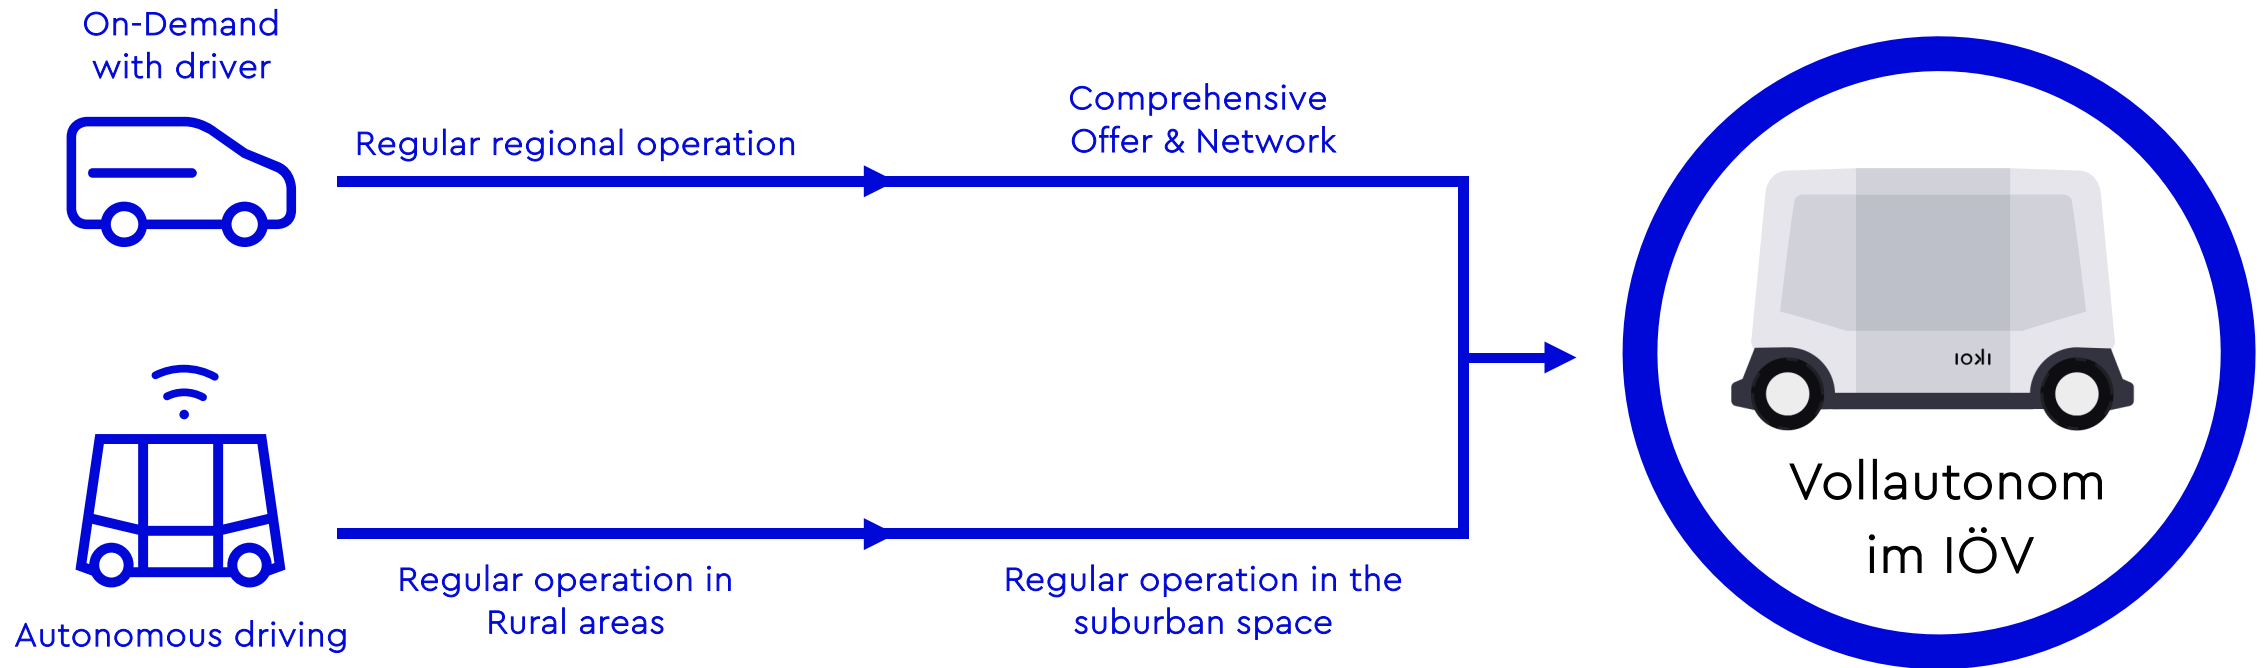 On-Demand
with driver
Regular regional operation
Comprehensive
Offer & Network
Autonomous driving
Regular operation in
Rural areas
Regular operation in the
suburban space
ioki
Vollautonom
im IÖV